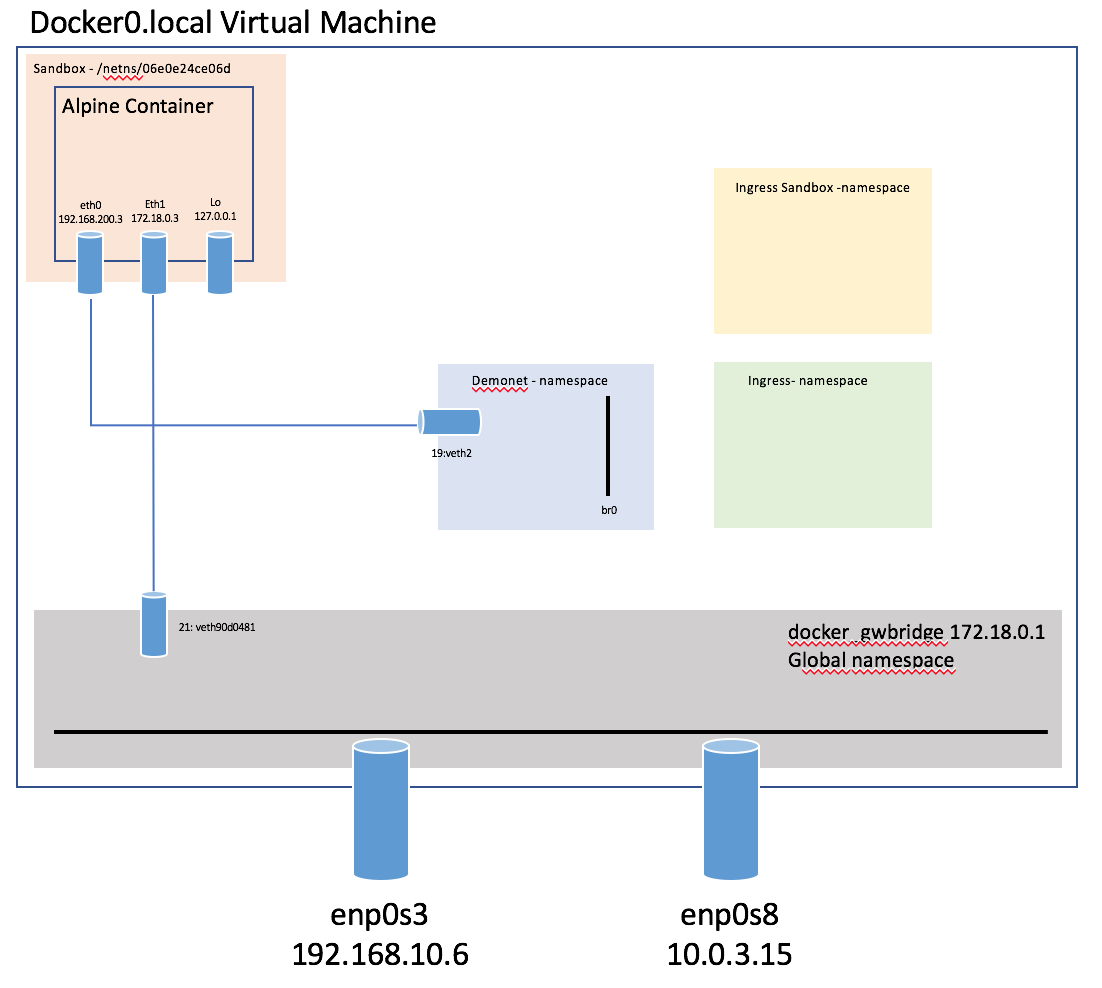 Docker0.local Virtual Machine
Sandbox - /netns/06e0e24ce06d
Alpine Container
eth0
192.168.200.3
Eth1
172.18.0.3
Lo
127.0.0.1
Ingress Sandbox -namespace
Demonet - namespace
19:veth2
br0
Ingress- namespace
21: veth90d0481
docker_gwbridge 172.18.0.1
Global namespace
enp0s3
192.168.10.6
enp0s8
10.0.3.15